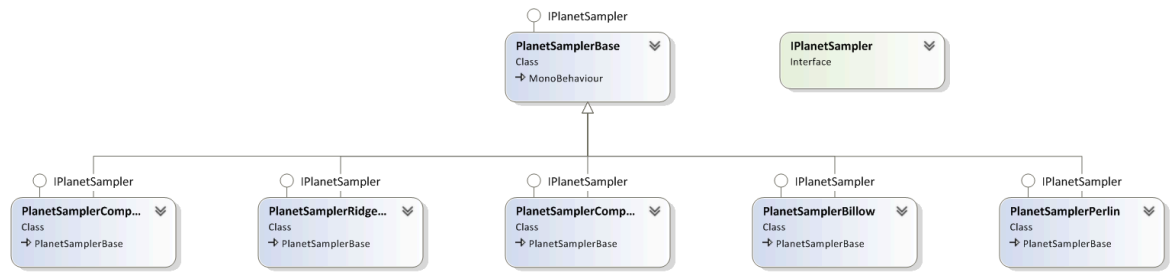 IPlanetSampler
PlanetSamplerBase
Class
MonoBehaviour
IPlanetSampler
Interface
IPlanetSampler
PlanetSamplerComp...
Class
PlanetSamplerBase
IPlanetSampler
PlanetSamplerRidge...
Class
PlanetSamplerBase
IPlanetSampler
PlanetSamplerComp...
Class
PlanetSamplerBase
IPlanetSampler
PlanetSamplerBillow
Class
PlanetSamplerBase
IPlanetSampler
PlanetSamplerPerlin
Class
PlanetSamplerBase